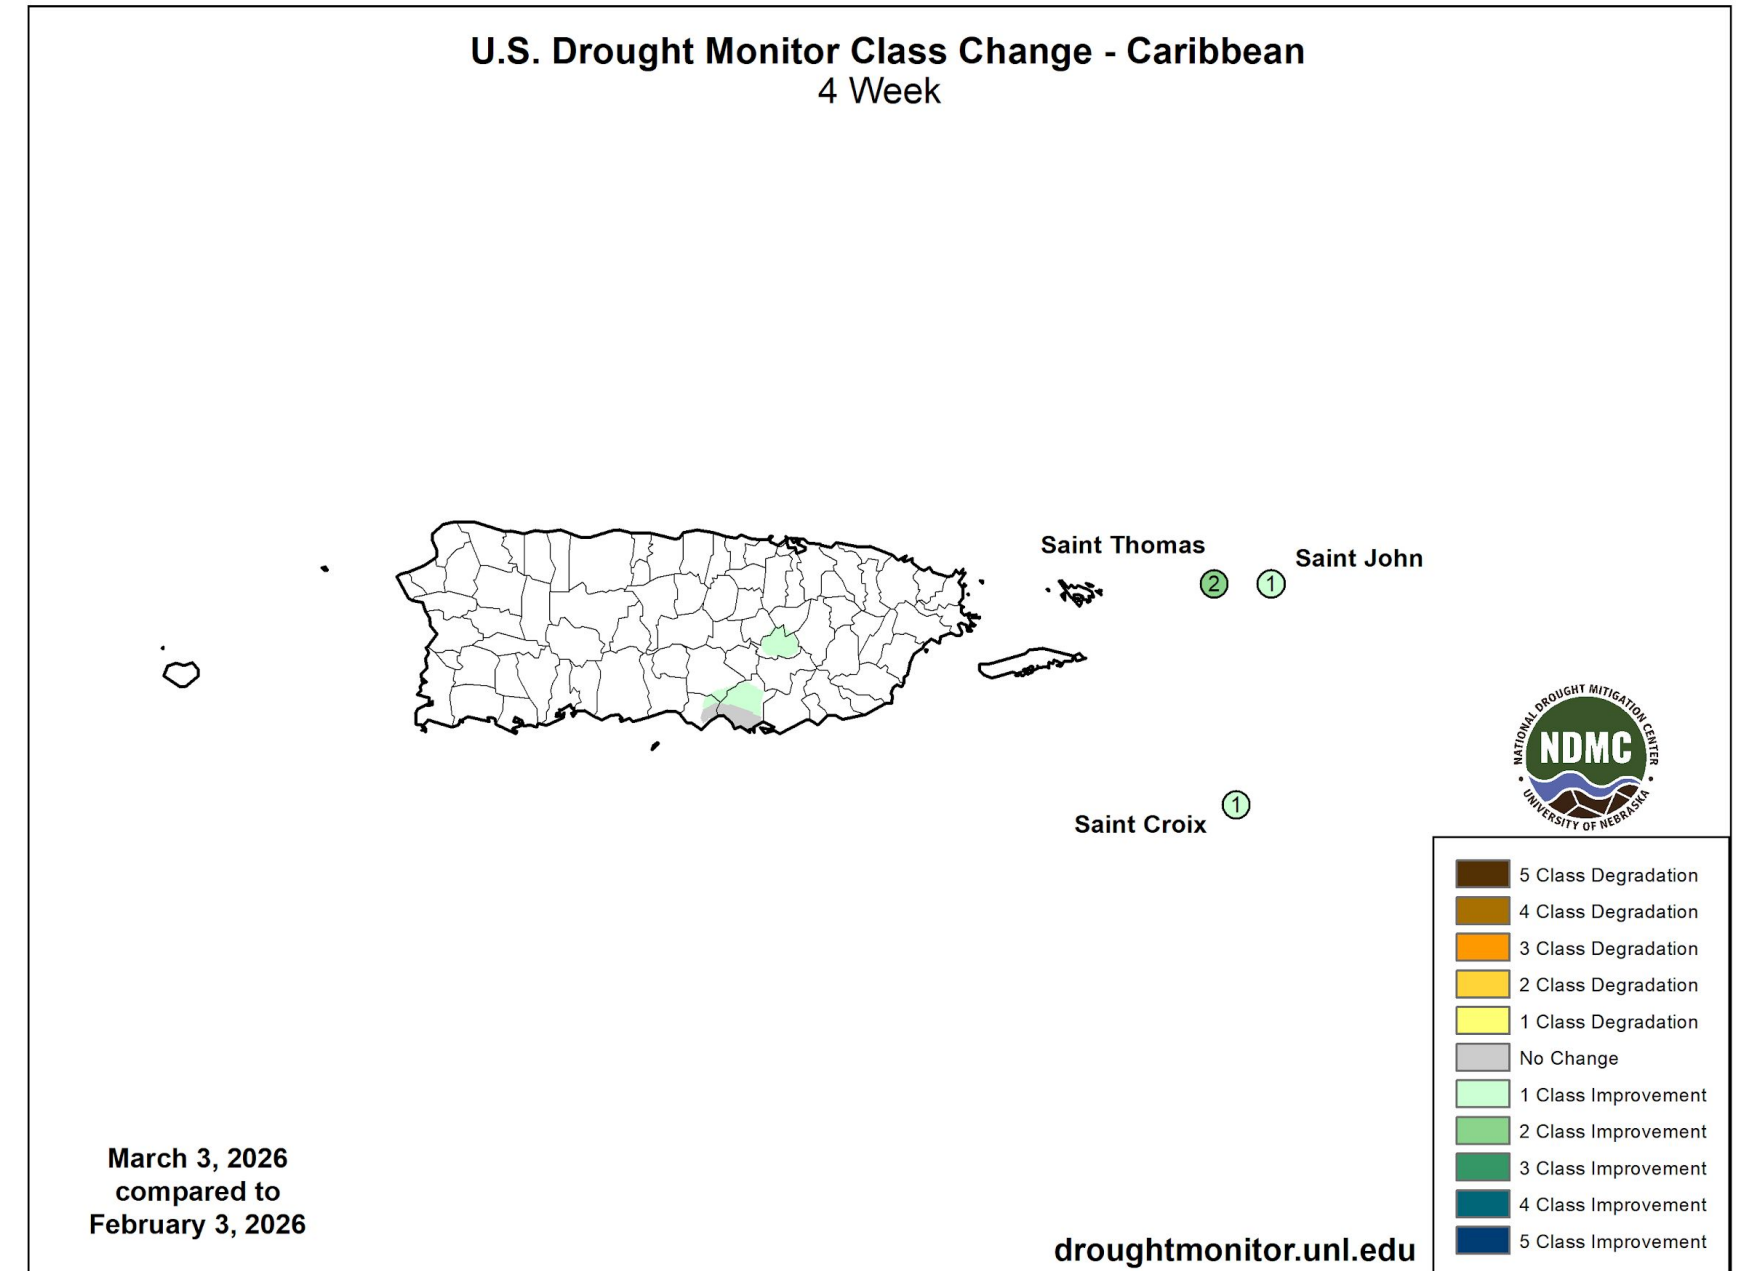 U.S. Drought Monitor Class Change - Caribbean
4 Week
Saint Thomas
Saint John
2
1
1
Saint Croix
NATIONAL DROUGHT MITIGATION CENTER
NDMC
UNIVERSITY OF NEBRASKA
5 Class Degradation
4 Class Degradation
3 Class Degradation
2 Class Degradation
1 Class Degradation
No Change
1 Class Improvement
2 Class Improvement
3 Class Improvement
4 Class Improvement
5 Class Improvement
March 3, 2026
compared to
February 3, 2026
droughtmonitor.unl.edu